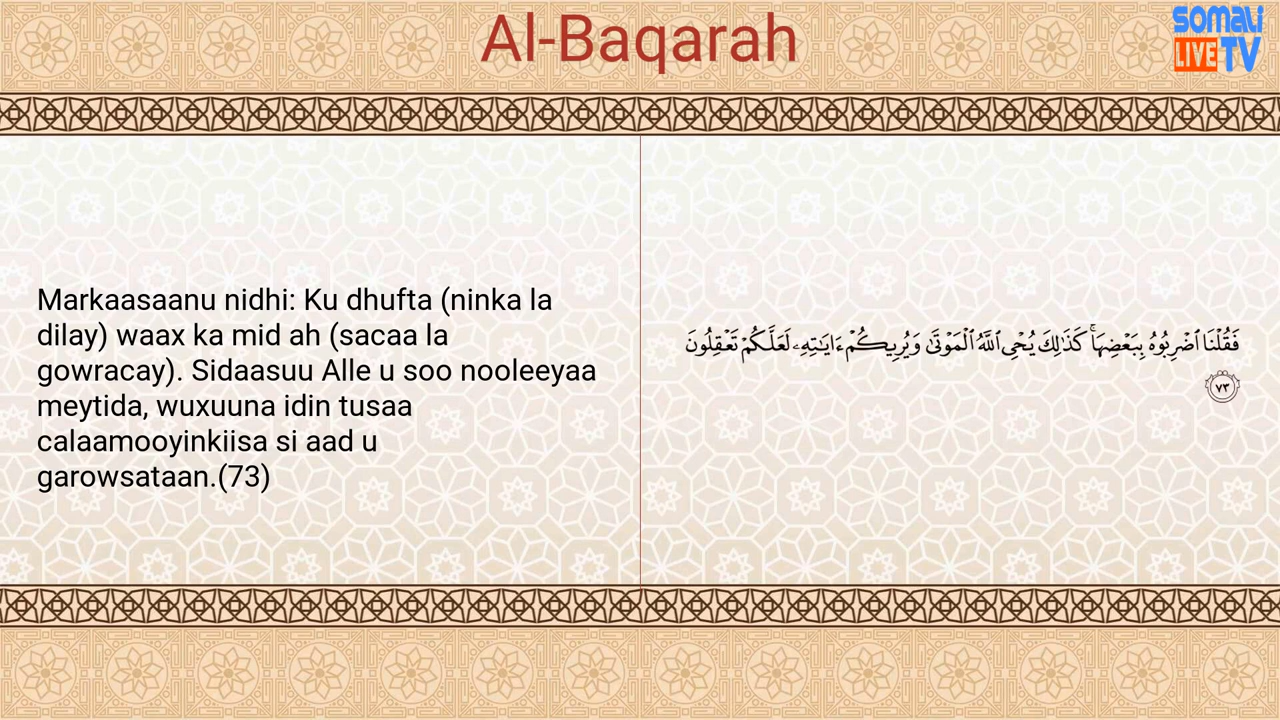 Al-Baqarah
SOMALI
LIVE TV
Markaasaanu nidhi: Ku dhufta (ninka la
dilay) waax ka mid ah (sacaa la
gowracay). Sidaasuu Alle u soo nooleeyaa
meytida, wuxuuna idin tusaa
calaamooyinkiisa si aad u
garowsataan.(73)
فَقُلْنَا ٱضْرِبُوهُ بِبَعْضِهَاۚ كَذَٰلِكَ يُحْىِ ٱللَّهُ ٱلْمَوْتَىٰ وَيُرِيكُمْ ءَايَٰتِهِۦ لَعَلَّكُمْ تَعْقِلُونَ
٧٣